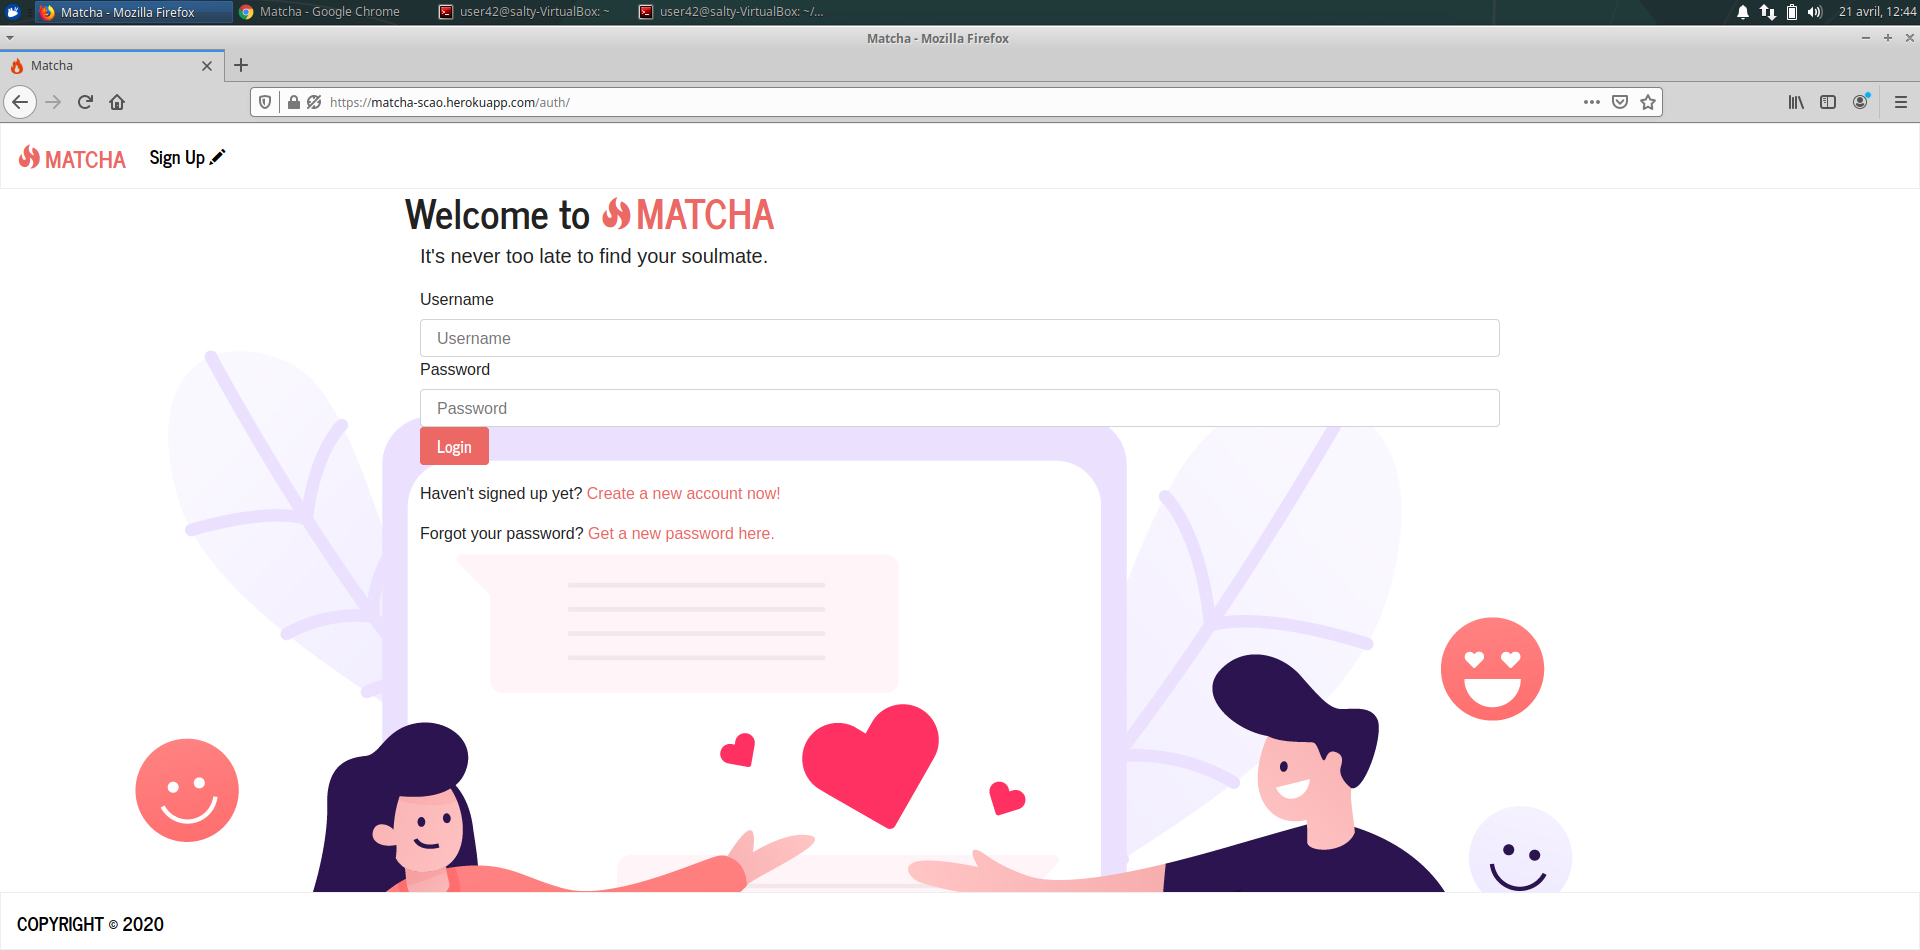 Matcha - Mozilla Firefox
Matcha - Google Chrome
user42@salty-VirtualBox: ~
user42@salty-VirtualBox: ~/...
21 avril, 12:44
Matcha - Mozilla Firefox
Matcha
https://matcha-scao.herokuapp.com/auth/
MATCHA
Sign Up
Welcome to MATCHA
It's never too late to find your soulmate.
Username
Username
Password
Password
Login
Haven't signed up yet? Create a new account now!
Forgot your password? Get a new password here.
COPYRIGHT © 2020